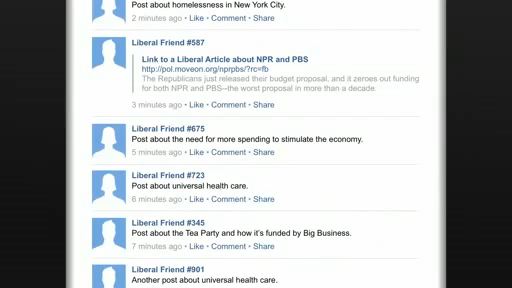 Post about homelessness in New York City.
2 minutes ago • Like • Comment • Share
Liberal Friend #587
Link to a Liberal Article about NPR and PBS
http://pol.moveon.org/nprpbs/?rc=fb
The Republicans just released their budget proposal, and it zeroes out funding
for both NPR and PBS--the worst proposal in more than a decade.
3 minutes ago • Like • Comment • Share
Liberal Friend #675
Post about the need for more spending to stimulate the economy.
5 minutes ago • Like • Comment • Share
Liberal Friend #723
Post about universal health care.
6 minutes ago • Like • Comment • Share
Liberal Friend #345
Post about the Tea Party and how it's funded by Big Business.
7 minutes ago • Like • Comment • Share
Liberal Friend #901
Another post about universal health care.